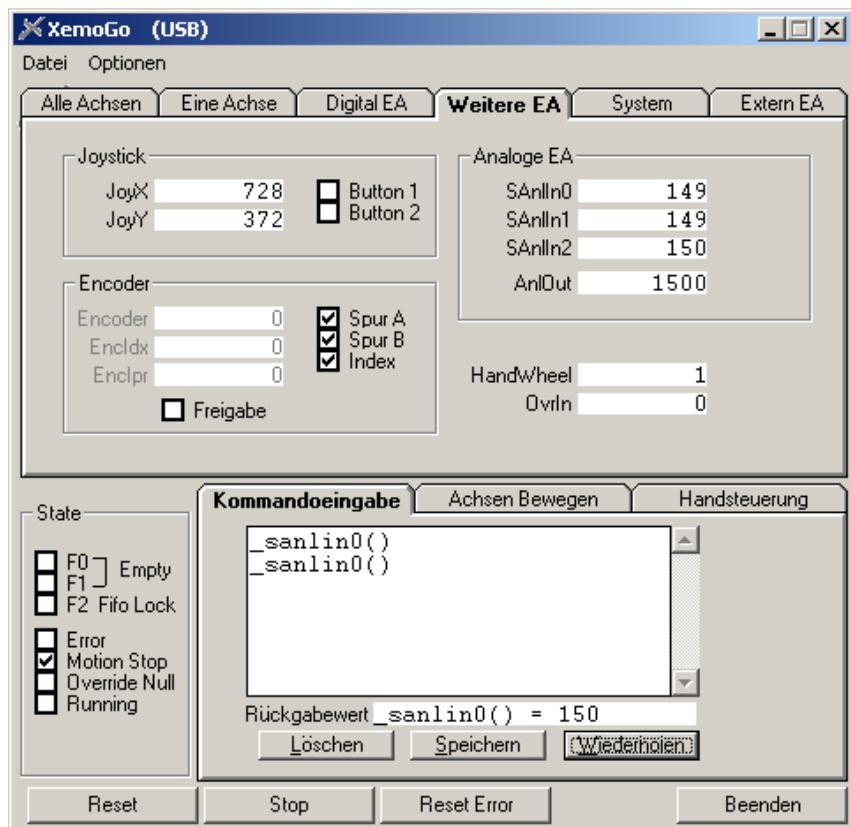 XemoGo (USB)
Datei Optionen
Alle Achsen Eine Achse Digital EA Weitere EA System Extern EA
Joystick
JoyX 728
JoyY 372
Button 1
Button 2
Encoder
Encoder 0
EncIdx 0
EncIpr 0
Spur A
Spur B
Index
Freigabe
Analoge EA
SAnlIn0 149
SAnlIn1 149
SAnlIn2 150
AnlOut 1500
HandWheel 1
OvrIn 0
State
F0
F1
Empty
F2 Fifo Lock
Error
Motion Stop
Override Null
Running
Kommandoeingabe Achsen Bewegen Handsteuerung
_sanlin0()
_sanlin0()
Rückgabewert _sanlin0() = 150
Löschen Speichern Wiederholen
Reset Stop Reset Error Beenden